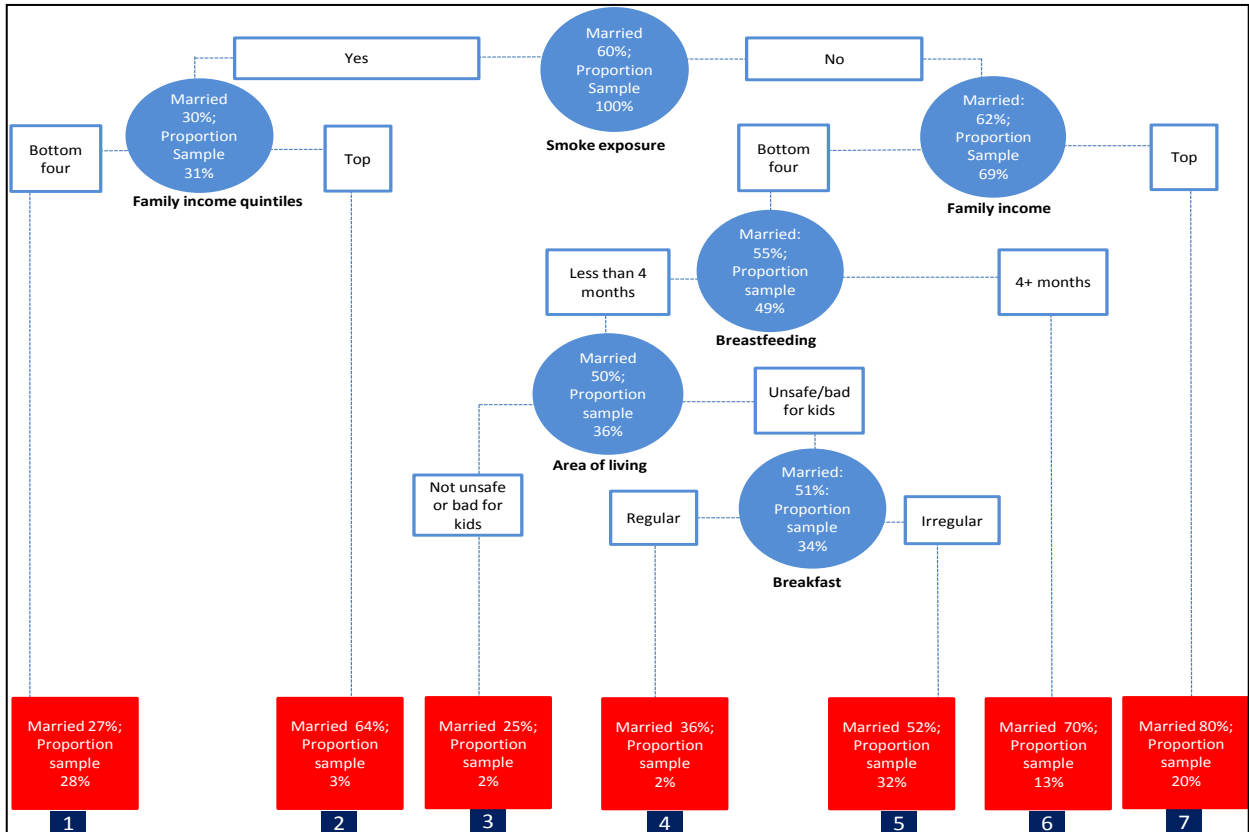 Married
60%;
Proportion
Sample
100%
Yes
No
Smoke exposure
Married
30%;
Proportion
Sample
31%
Married:
62%;
Proportion
Sample
69%
Bottom
four
Top
Bottom
four
Top
Family income quintiles
Family income
Married:
55%;
Proportion
sample
49%
Less than 4
months
4+ months
Breastfeeding
Married
50%;
Proportion
sample
36%
Unsafe/bad
for kids
Area of living
Married:
51%:
Proportion
sample
34%
Not unsafe
or bad for
kids
Regular
Irregular
Breakfast
Married 27%;
Proportion
sample
28%
Married 64%;
Proportion
sample
3%
Married 25%;
Proportion
sample
2%
Married 36%;
Proportion
sample
2%
Married 52%;
Proportion
sample
32%
Married 70%;
Proportion
sample
13%
Married 80%;
Proportion
sample
20%
1
2
3
4
5
6
7